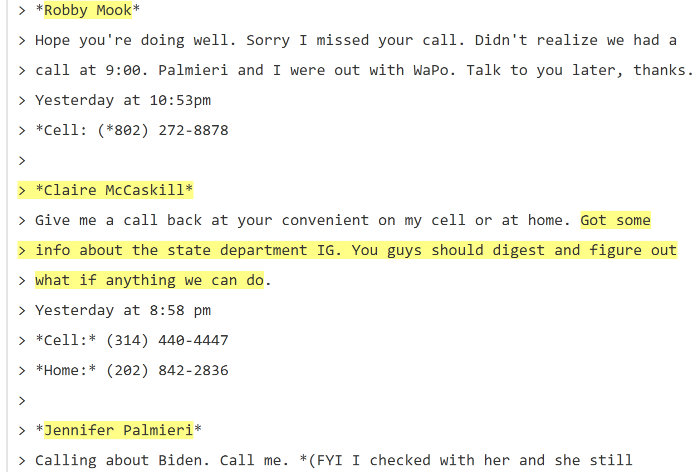 > *Robby Mook*
> Hope you're doing well. Sorry I missed your call. Didn't realize we had a
> call at 9:00. Palmieri and I were out with WaPo. Talk to you later, thanks.
> Yesterday at 10:53pm
> *Cell: (*802) 272-8878
>
> *Claire McCaskill*
> Give me a call back at your convenient on my cell or at home. Got some
> info about the state department IG. You guys should digest and figure out
> what if anything we can do.
> Yesterday at 8:58 pm
> *Cell:* (314) 440-4447
> *Home:* (202) 842-2836
>
> *Jennifer Palmieri*
> Calling about Biden. Call me. *(FYI I checked with her and she still